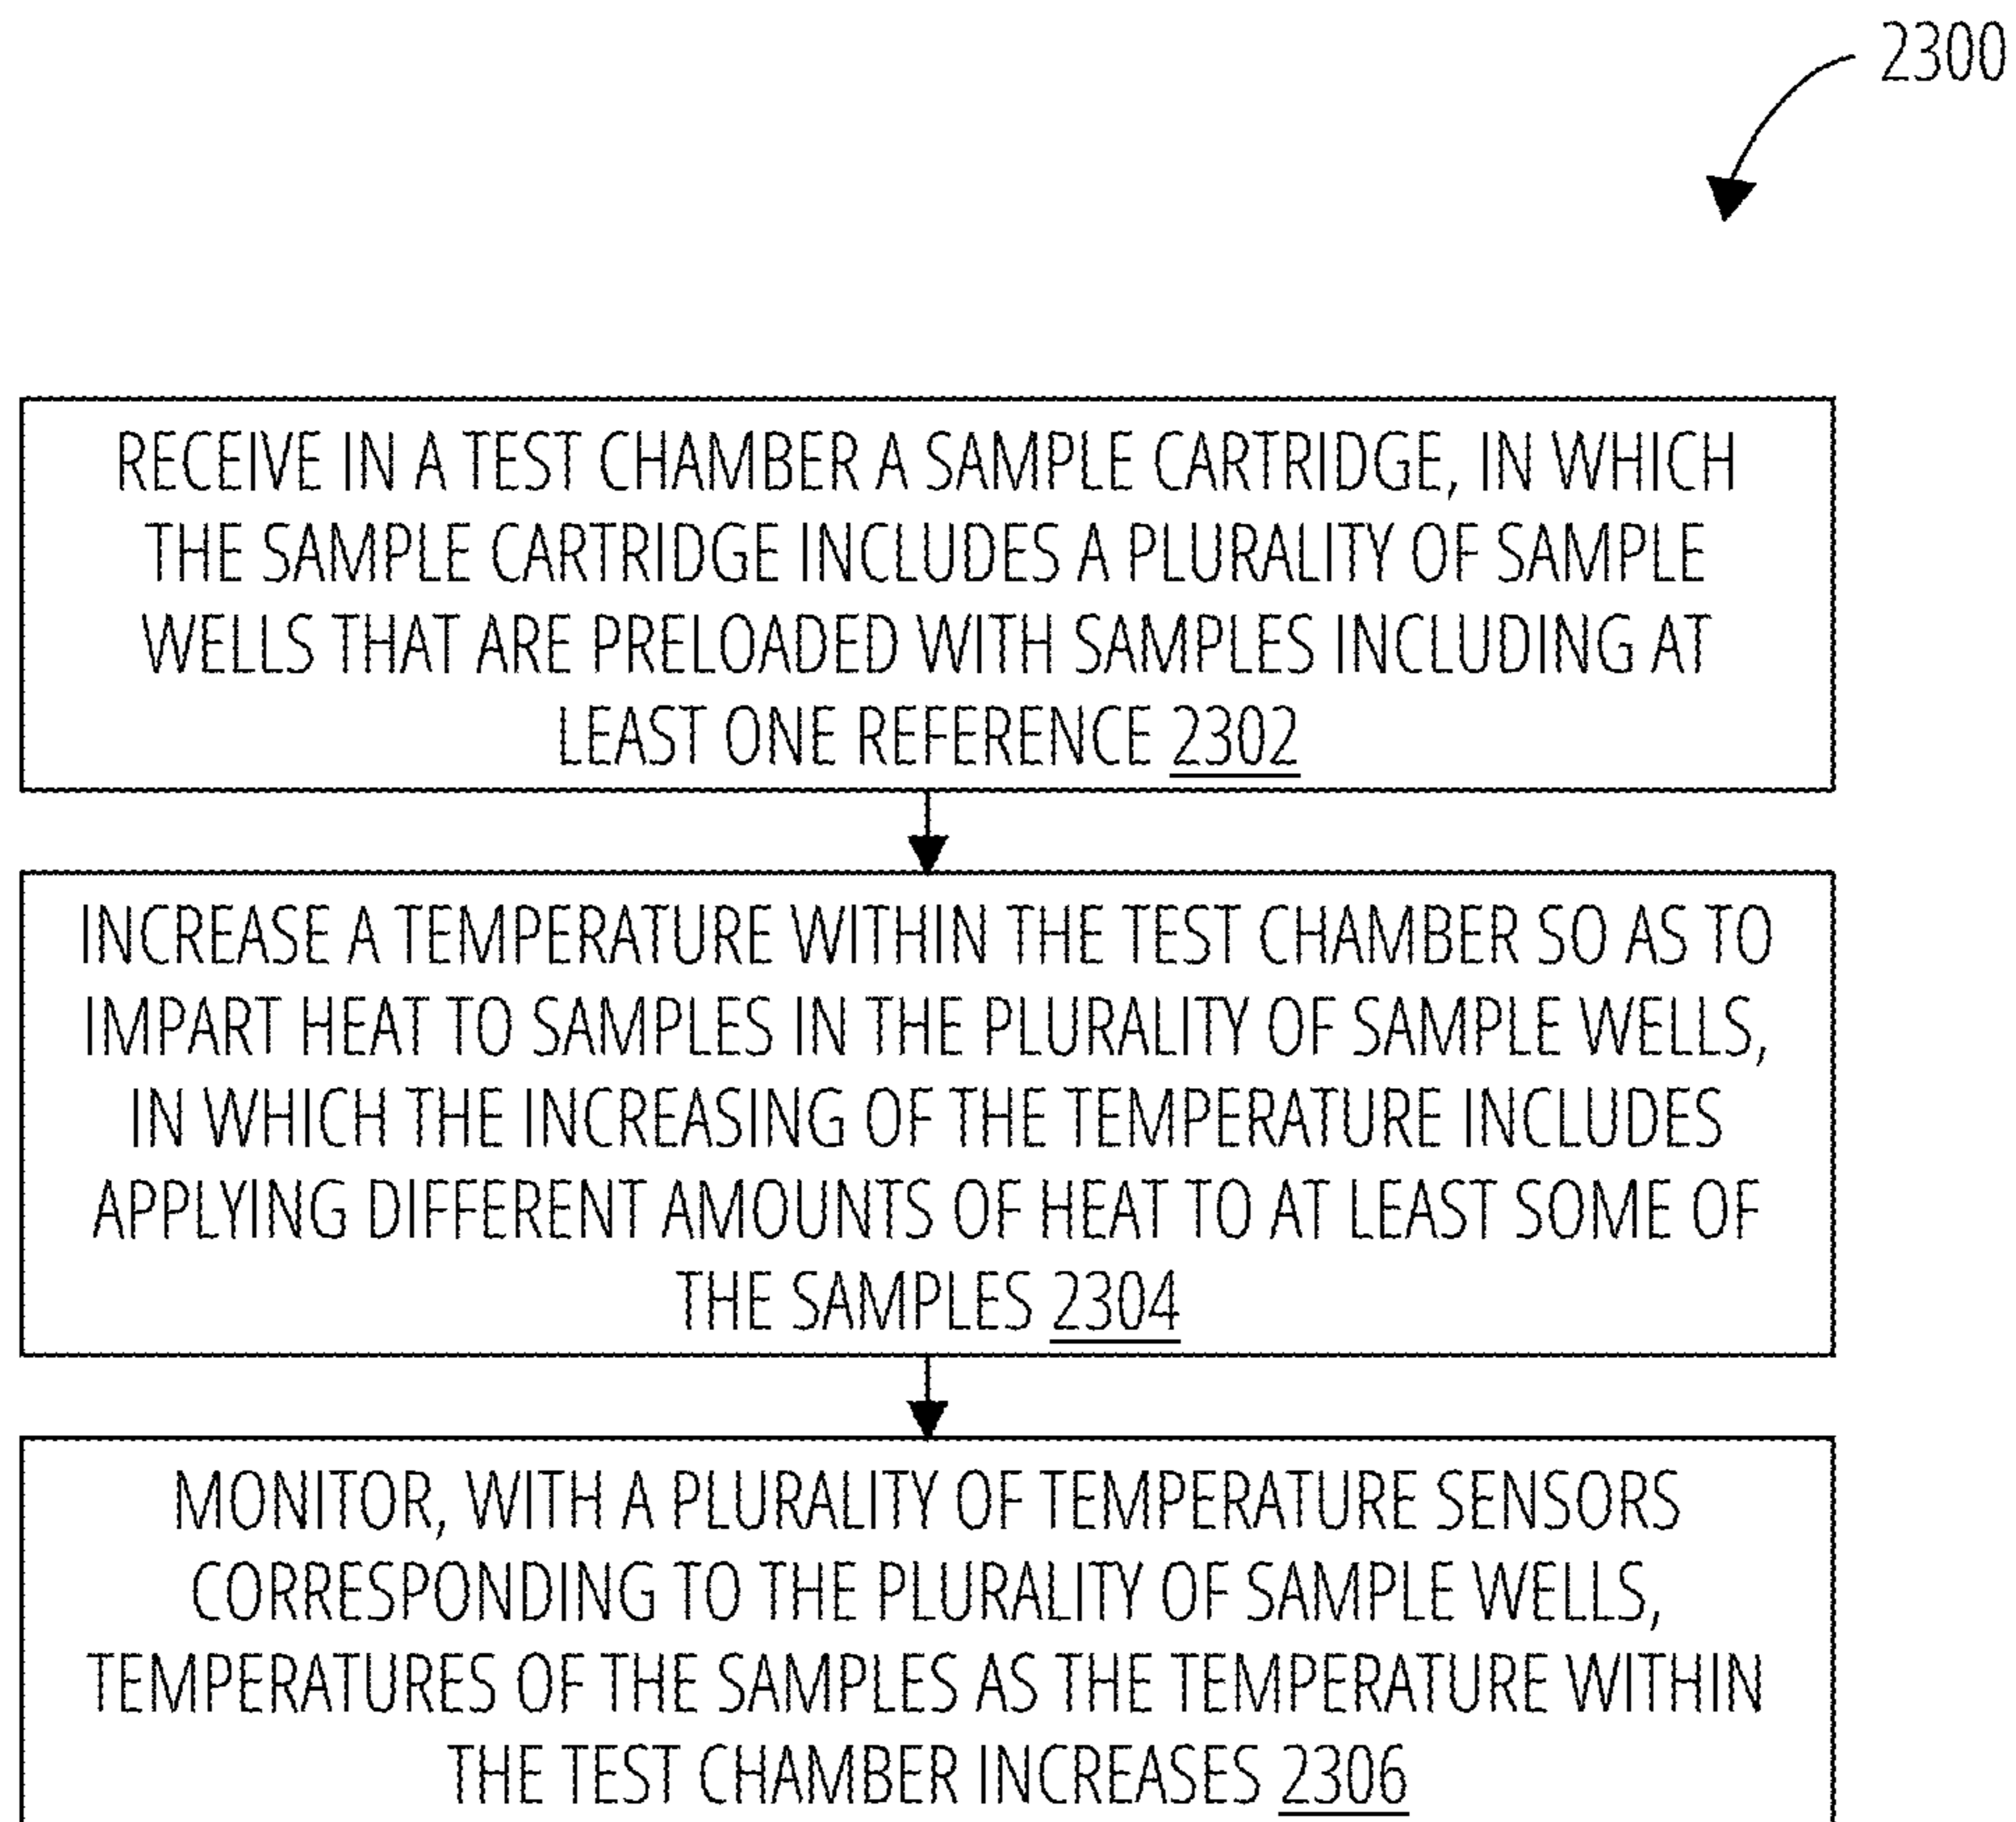 2300
RECEIVE IN A TEST CHAMBER A SAMPLE CARTRIDGE, IN WHICH
THE SAMPLE CARTRIDGE INCLUDES A PLURALITY OF SAMPLE
WELLS THAT ARE PRELOADED WITH SAMPLES INCLUDING AT
LEAST ONE REFERENCE 2302
INCREASE A TEMPERATURE WITHIN THE TEST CHAMBER SO AS TO
IMPART HEAT TO SAMPLES IN THE PLURALITY OF SAMPLE WELLS,
IN WHICH THE INCREASING OF THE TEMPERATURE INCLUDES
APPLYING DIFFERENT AMOUNTS OF HEAT TO AT LEAST SOME OF
THE SAMPLES 2304
MONITOR, WITH A PLURALITY OF TEMPERATURE SENSORS
CORRESPONDING TO THE PLURALITY OF SAMPLE WELLS,
TEMPERATURES OF THE SAMPLES AS THE TEMPERATURE WITHIN
THE TEST CHAMBER INCREASES 2306